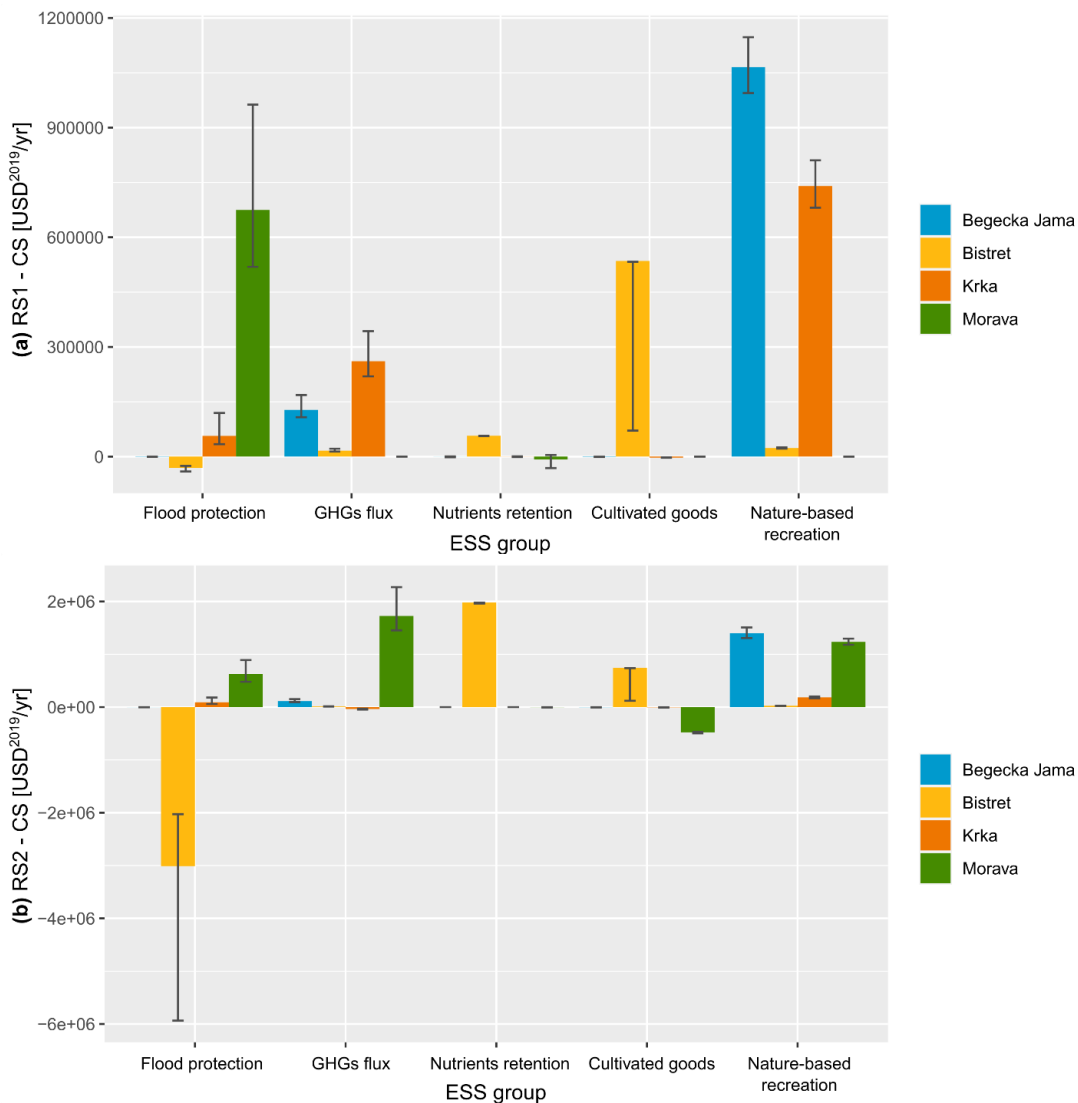 1200000
900000
600000
300000
0
(a) RS1 - CS [USD²⁰¹⁹/yr]
Flood protection
GHGs flux
Nutrients retention
Cultivated goods
Nature-based
recreation
ESS group
Begecka Jama
Bistret
Krka
Morava
2e+06
0e+00
−2e+06
−4e+06
−6e+06
(b) RS2 - CS [USD²⁰¹⁹/yr]
Flood protection
GHGs flux
Nutrients retention
Cultivated goods
Nature-based
recreation
ESS group
Begecka Jama
Bistret
Krka
Morava